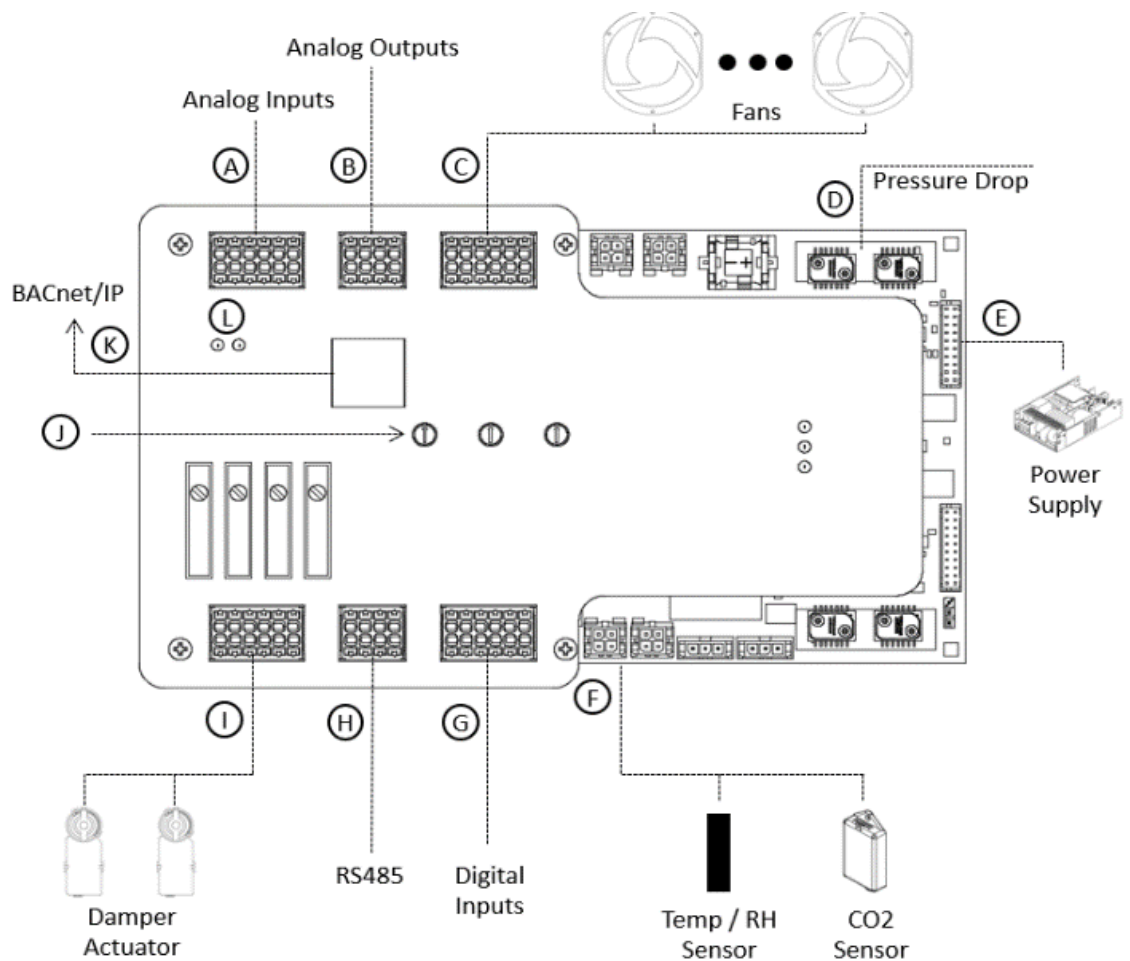 Analog Outputs
Analog Inputs
Fans
A
B
C
D
Pressure Drop
BACnet/IP
L
K
E
J
− +
Power
Supply
F
I
H
G
RS485
Digital
Inputs
Damper
Actuator
Temp / RH
Sensor
CO2
Sensor